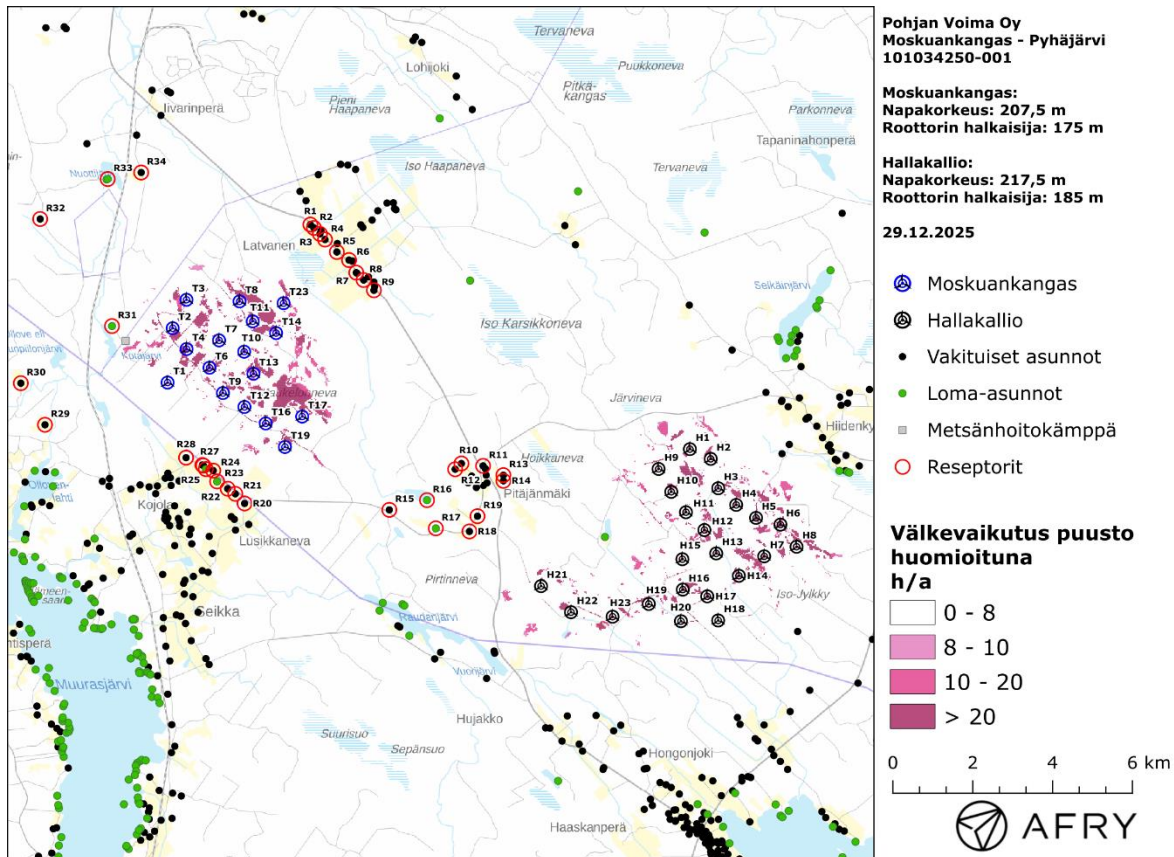 Pohjan Voima Oy
Moskuankangas - Pyhäjärvi
101034250-001
Moskuankangas:
Napakorkeus: 207,5 m
Roottorin halkaisija: 175 m
Hallakallio:
Napakorkeus: 217,5 m
Roottorin halkaisija: 185 m
29.12.2025
Moskuankangas
Hallakallio
Vakituiset asunnot
Loma-asunnot
Metsänhoitokämppä
Reseptorit
Välkevaikutus puusto
huomioituna
h/a
0 - 8
8 - 10
10 - 20
> 20
0 2 4 6 km
AFRY
Tervaneva
Lohijoki
Puukkoneva
Pitkä-
kangas
Iivarinperä
Pieni
Haapaneva
Parkonneva
Tapaninahonperä
Iso Haapaneva
Tervaneva
R33
R34
R32
R1
R2
R3
R4
R5
R6
R7
R8
R9
Latvanen
Seikäinjärvi
Iso Karsikkoneva
T3
T8
T23
T2
T11
T14
T7
T4
T10
T6
T13
T1
T9
T12
T17
T16
T19
R31
Kotajärvi
R30
R29
Järvineva
Hiidenky
R28
R27
R24
R25
R23
R22
R21
R20
Kojola
Lusikkaneva
R10
R11
R12
R13
R14
Hoikkaneva
Pitäjänmäki
R15
R16
R17
R18
R19
H1
H2
H9
H3
H10
H4
H11
H5
H6
H12
H8
H13
H7
H15
H14
H21
H16
H17
H19
H22
H23
H20
H18
Iso-Jylkky
Pirtinneva
Seikka
Raudanjärvi
Vuorijärvi
Muurasjärvi
Hujakko
Suurisuo
Sepänsuo
Hongonjoki
Haaskanperä